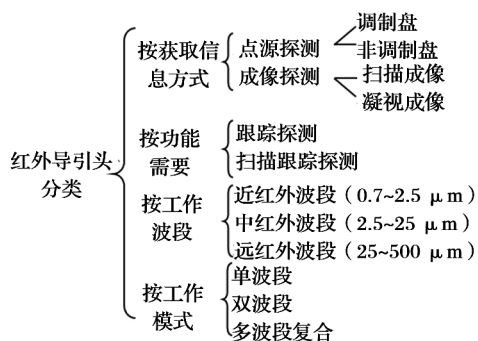 红外导引头
分类
按获取信
息方式
点源探测
调制盘
非调制盘
成像探测
扫描成像
凝视成像
按功能
需要
跟踪探测
扫描跟踪探测
按工作
波段
近红外波段（0.7~2.5 μm）
中红外波段（2.5~25 μm）
远红外波段（25~500 μm）
按工作
模式
单波段
双波段
多波段复合